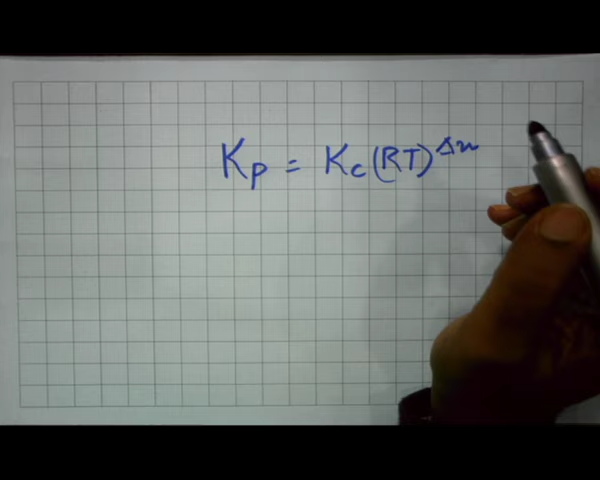 Kp = Kc (RT)^Δn